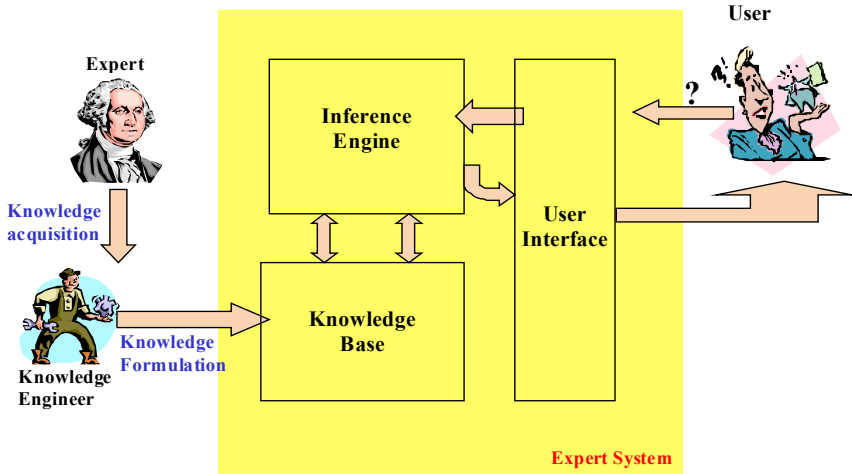 User
Expert
?
Inference
Engine
Knowledge
acquisition
User
Interface
Knowledge
Base
Knowledge
Formulation
Knowledge
Engineer
Expert System